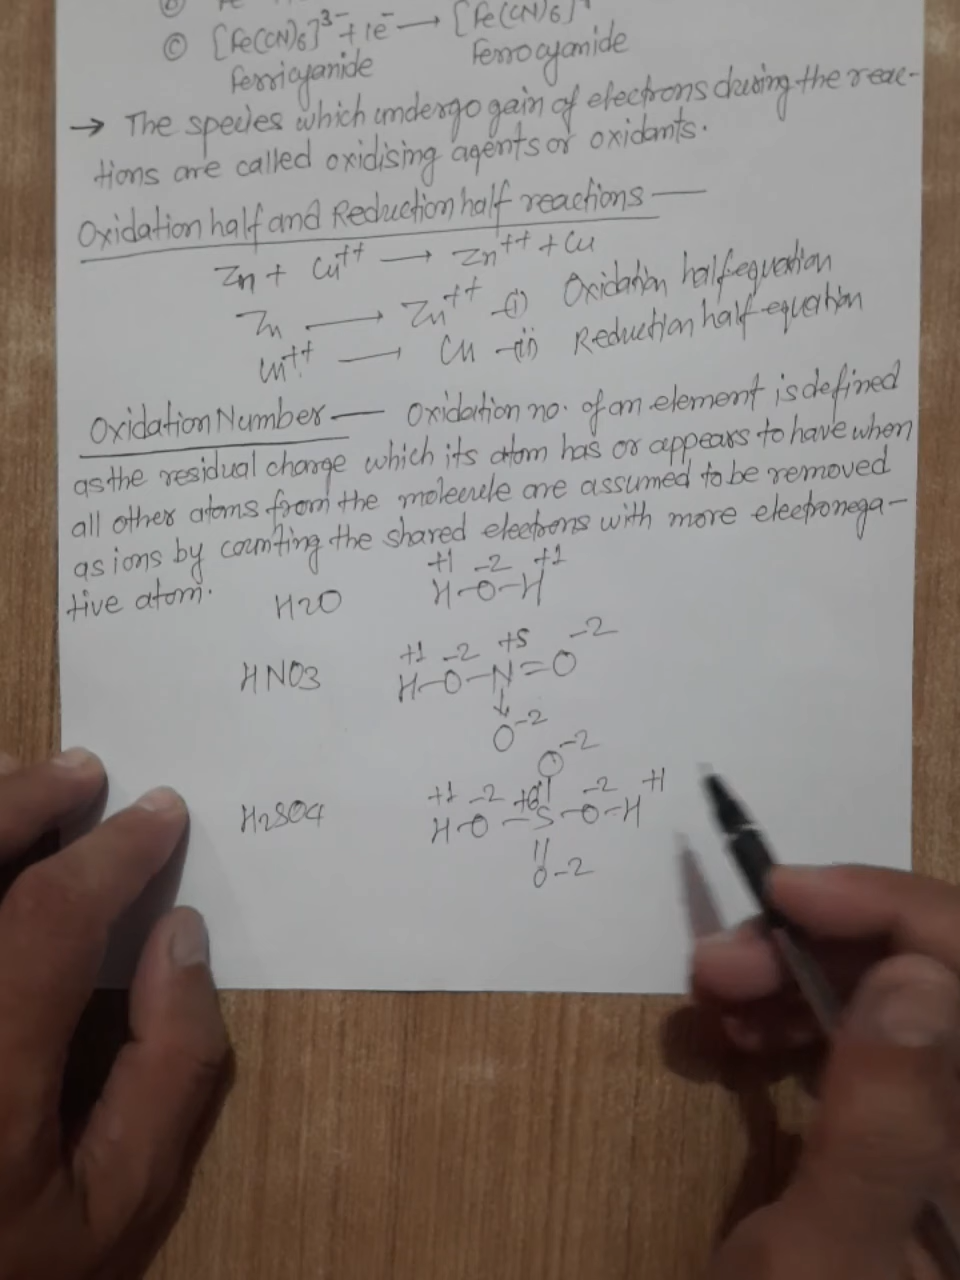 © [Fe(CN)6]3- + 1e- → [Fe(CN)6]
Ferricyanide Ferrocyanide
→ The species which undergo gain of electrons during the reac-
tions are called oxidising agents or oxidants.
Oxidation half and Reduction half reactions —
Zn + Cu++ → Zn++ + Cu
Zn → Zn++ -(i) Oxidation half equation
Cu++ → Cu -(ii) Reduction half equation
Oxidation Number — Oxidation no. of an element is defined
as the residual charge which its atom has or appears to have when
all other atoms from the molecule are assumed to be removed
as ions by counting the shared electrons with more electronega-
tive atom.
+1 -2 +1
H2O H-O-H
+1 -2 +5 -2
HNO3 H-O-N=O
↓
O-2
O-2
||
+1 -2 +6 -2 +1
H2SO4 H-O-S-O-H
||
O-2